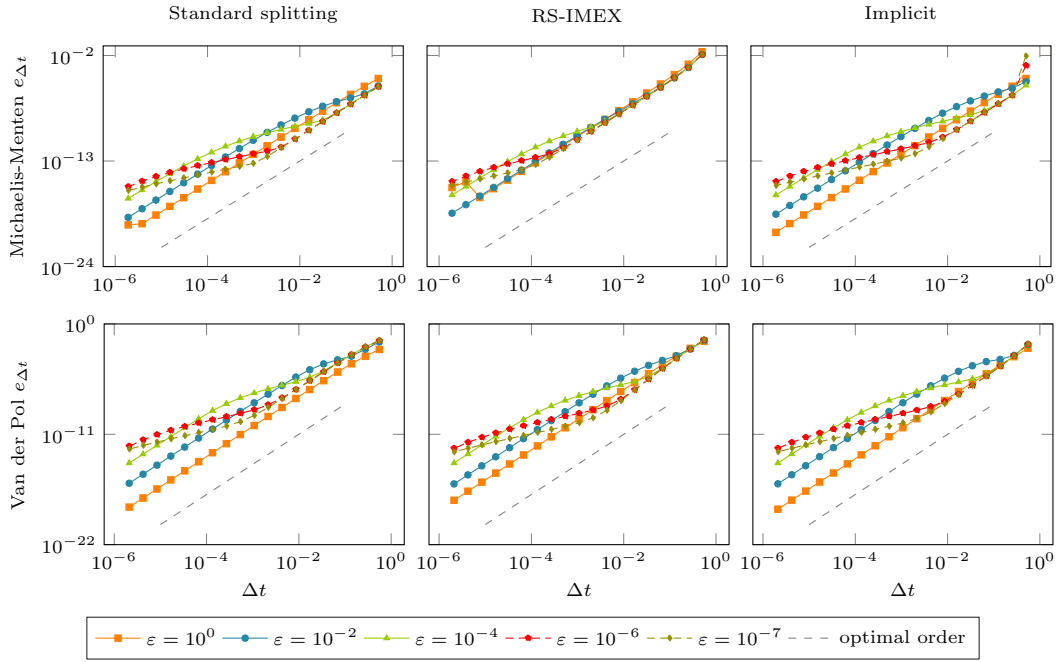 Standard splitting RS-IMEX Implicit
Michaelis-Menten e_{Δt}
10^{-2}
10^{-13}
10^{-24}
10^{-6} 10^{-4} 10^{-2} 10^{0} 10^{-6} 10^{-4} 10^{-2} 10^{0} 10^{-6} 10^{-4} 10^{-2} 10^{0}
Van der Pol e_{Δt}
10^{0}
10^{-11}
10^{-22}
10^{-6} 10^{-4} 10^{-2} 10^{0} 10^{-6} 10^{-4} 10^{-2} 10^{0} 10^{-6} 10^{-4} 10^{-2} 10^{0}
Δt Δt Δt
ε = 10^{0} ε = 10^{-2} ε = 10^{-4} ε = 10^{-6} ε = 10^{-7} optimal order